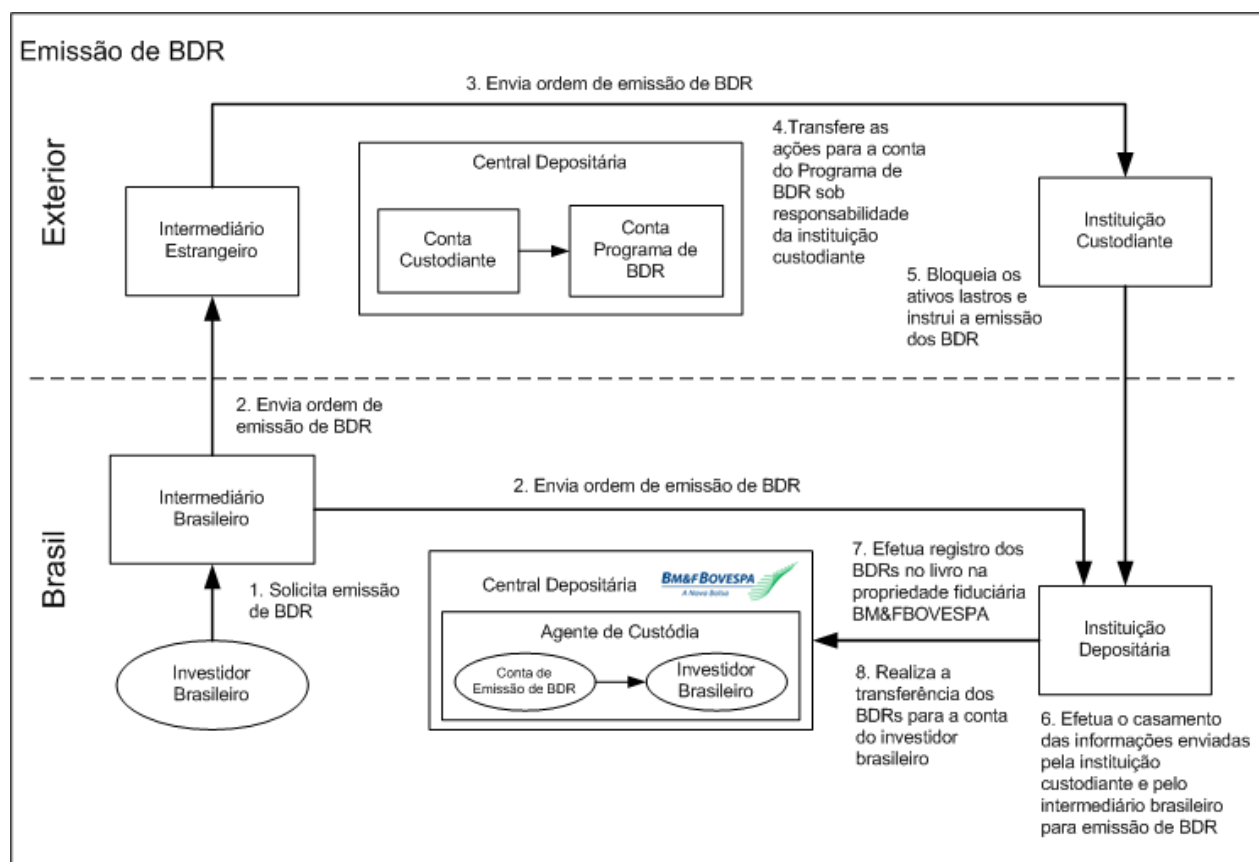 Emissão de BDR
3. Envia ordem de emissão de BDR
Exterior
Intermediário
Estrangeiro
Central Depositária
Conta
Custodiante
Conta
Programa de
BDR
4.Transfere as
ações para a conta
do Programa de
BDR sob
responsabilidade
da instituição
custodiante
Instituição
Custodiante
5. Bloqueia os
ativos lastros e
instrui a emissão
dos BDR
2. Envia ordem de
emissão de BDR
Brasil
Intermediário
Brasileiro
2. Envia ordem de emissão de BDR
1. Solicita emissão
de BDR
Investidor
Brasileiro
Central Depositária
BM&FBOVESPA
A Nova Bolsa
Agente de Custódia
Conta de
Emissão de BDR
Investidor
Brasileiro
7. Efetua registro dos
BDRs no livro na
propriedade fiduciária
BM&FBOVESPA
Instituição
Depositária
8. Realiza a
transferência dos
BDRs para a conta
do investidor
brasileiro
6. Efetua o casamento
das informações enviadas
pela instituição
custodiante e pelo
intermediário brasileiro
para emissão de BDR